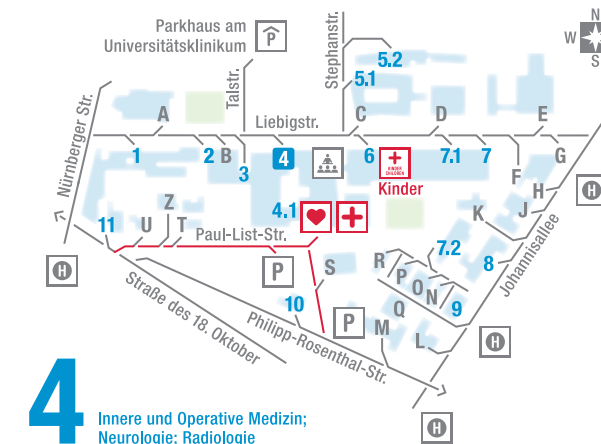 N
W
S
Parkhaus am
Universitätsklinikum
P
Stephanstr.
5.2
5.1
Talstr.
Nürnberger Str.
A
Liebigstr.
C
D
E
1
2
B
3
4
6
KINDER
CHILDREN
Kinder
7.1
7
F
G
H
H
J
K
4.1
Z
11
U
T
Paul-List-Str.
7.2
8
Johannisallee
R
P
O
N
9
H
P
S
Q
10
P
M
L
H
Straße des 18. Oktober
Philipp-Rosenthal-Str.
H
4
Innere und Operative Medizin;
Neurologie; Radiologie